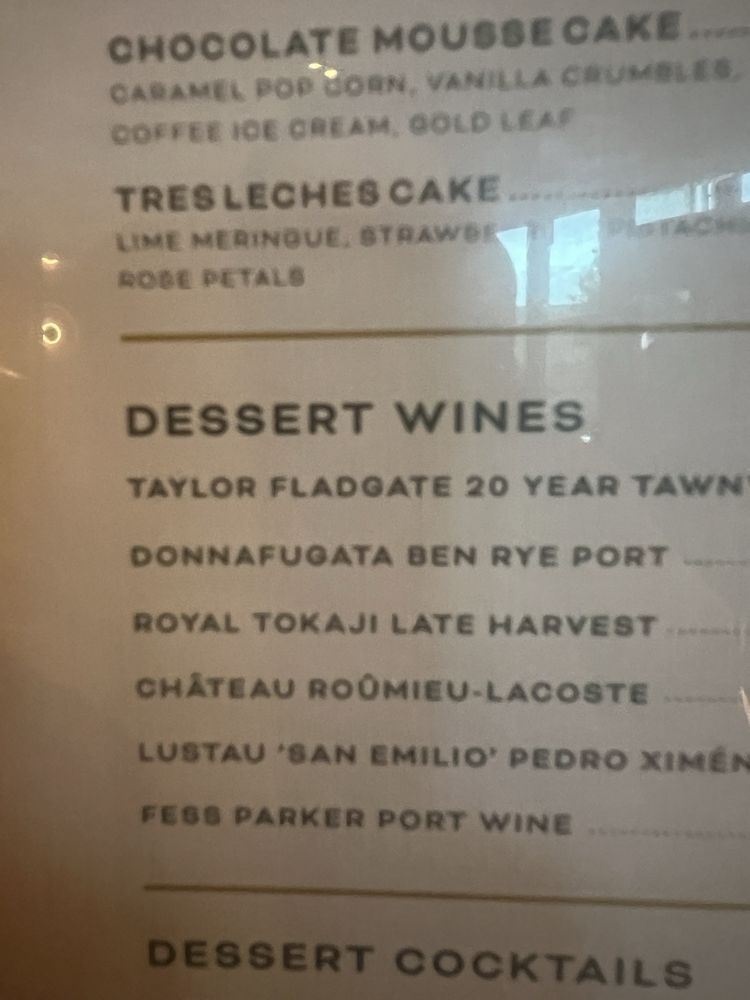 CHOCOLATE MOUSSE CAKE
CARAMEL POP CORN, VANILLA CRUMBLES,
COFFEE ICE CREAM, GOLD LEAF
TRES LECHES CAKE
LIME MERINGUE,
ROSE PETALS
DESSERT WINES
TAYLOR FLADGATE 20 YEAR TAWNY
DONNAFUGATA BEN RYE PORT
ROYAL TOKAJI LATE HARVEST
CHÂTEAU ROÛMIEU-LACOSTE
LUSTAU 'SAN EMILIO' PEDRO XIMÉN
FESS PARKER PORT WINE
DESSERT COCKTAILS